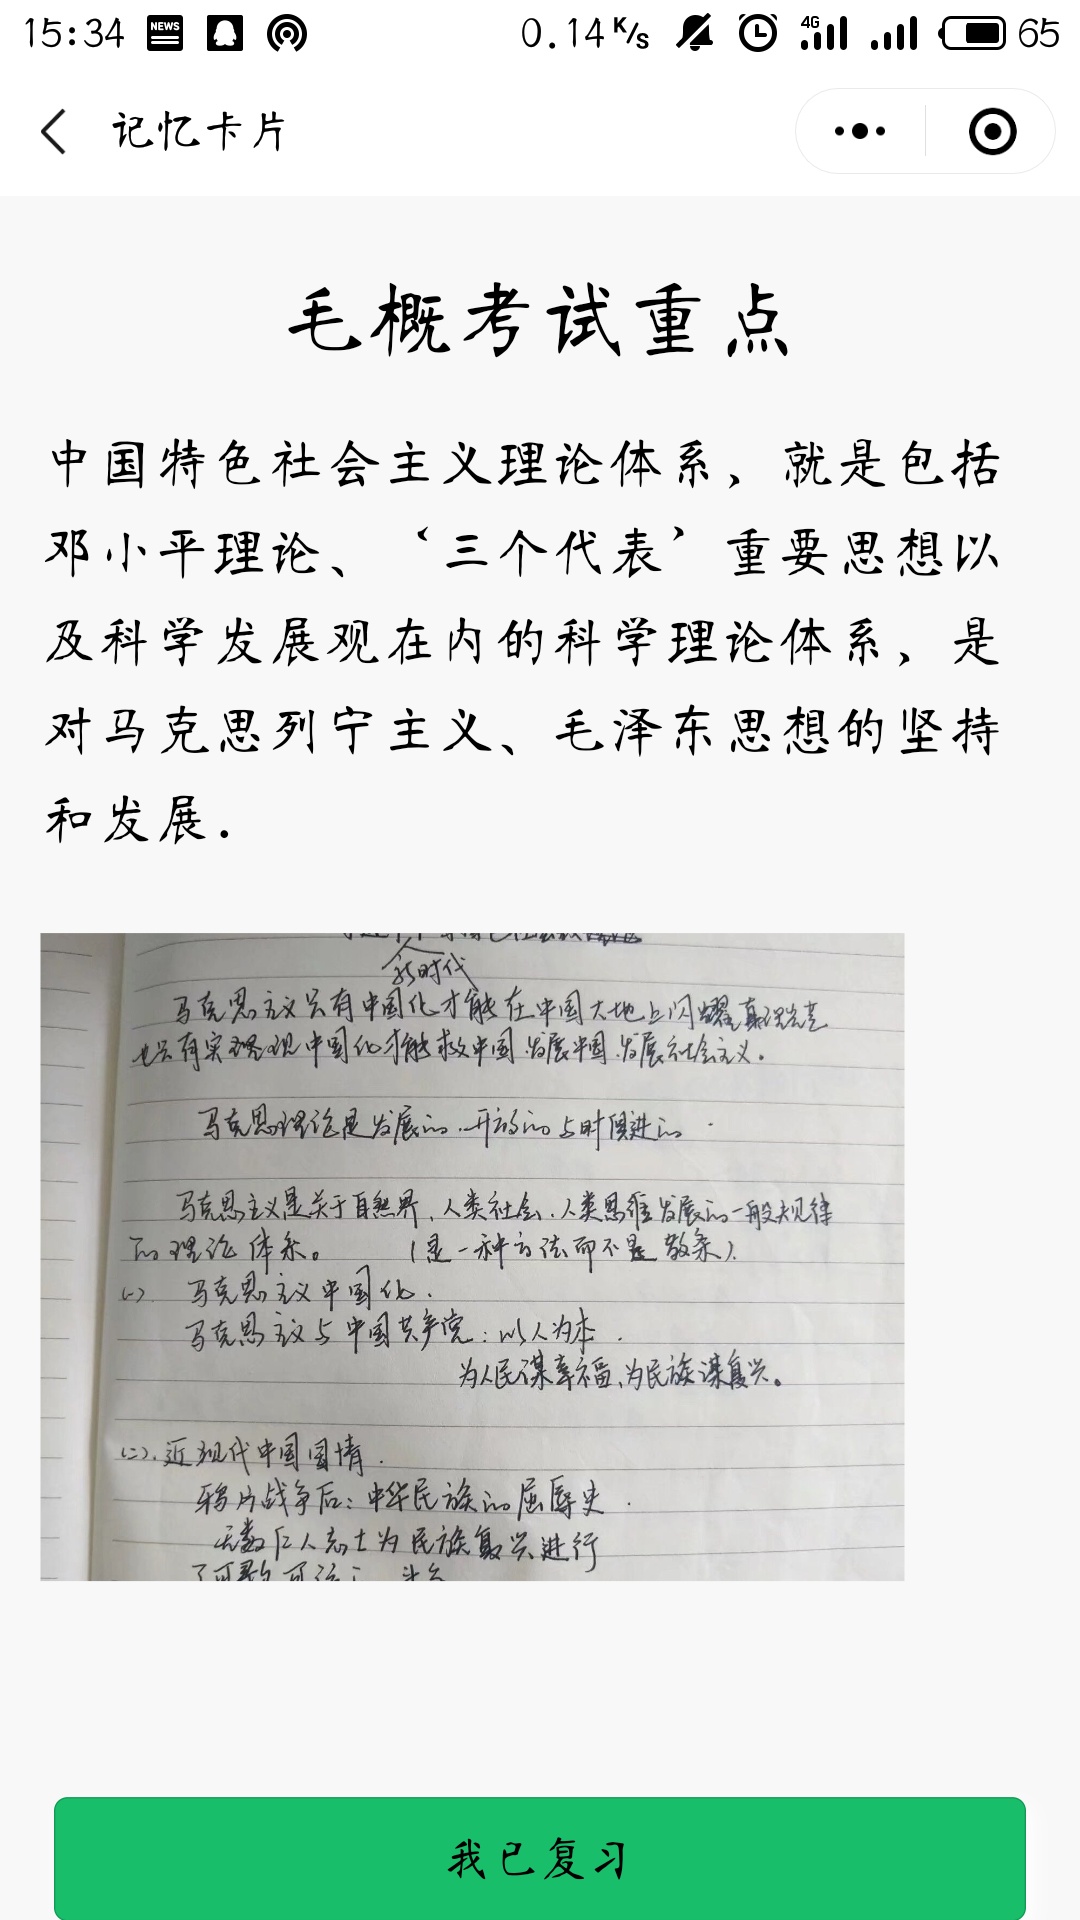 15:34
NEWS
0.14 K/s
4G
65
记忆卡片
毛概考试重点
中国特色社会主义理论体系，就是包括
邓小平理论、‘三个代表’重要思想以
及科学发展观在内的科学理论体系，是
对马克思列宁主义、毛泽东思想的坚持
和发展.
新时代
马克思主义只有中国化才能在中国大地上闪耀真理光芒
也只有实现中国化才能救中国.发展中国.发展社会主义.
马克思理论是发展的.开放的与时俱进的.
马克思主义是关于自然界、人类社会.人类思维发展的一般规律
的理论体系。（是一种方法而不是教条）.
(一) 马克思主义中国化.
马克思主义与中国共产党：以人为本.
为人民谋幸福、为民族谋复兴。
(二).近现代中国国情.
鸦片战争后：中华民族的屈辱史.
无数仁人志士为民族复兴进行
我已复习